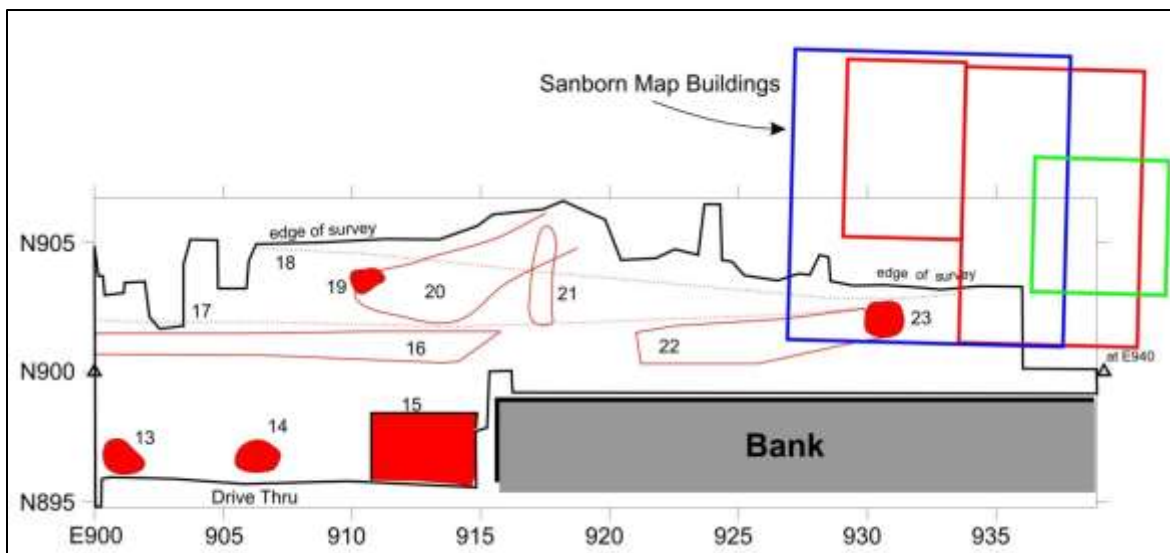 Sanborn Map Buildings
N905
edge of survey
18
19
20
21
17
edge of survey
23
16
22
N900
at E940
15
13
14
Bank
Drive Thru
N895
E900 905 910 915 920 925 930 935